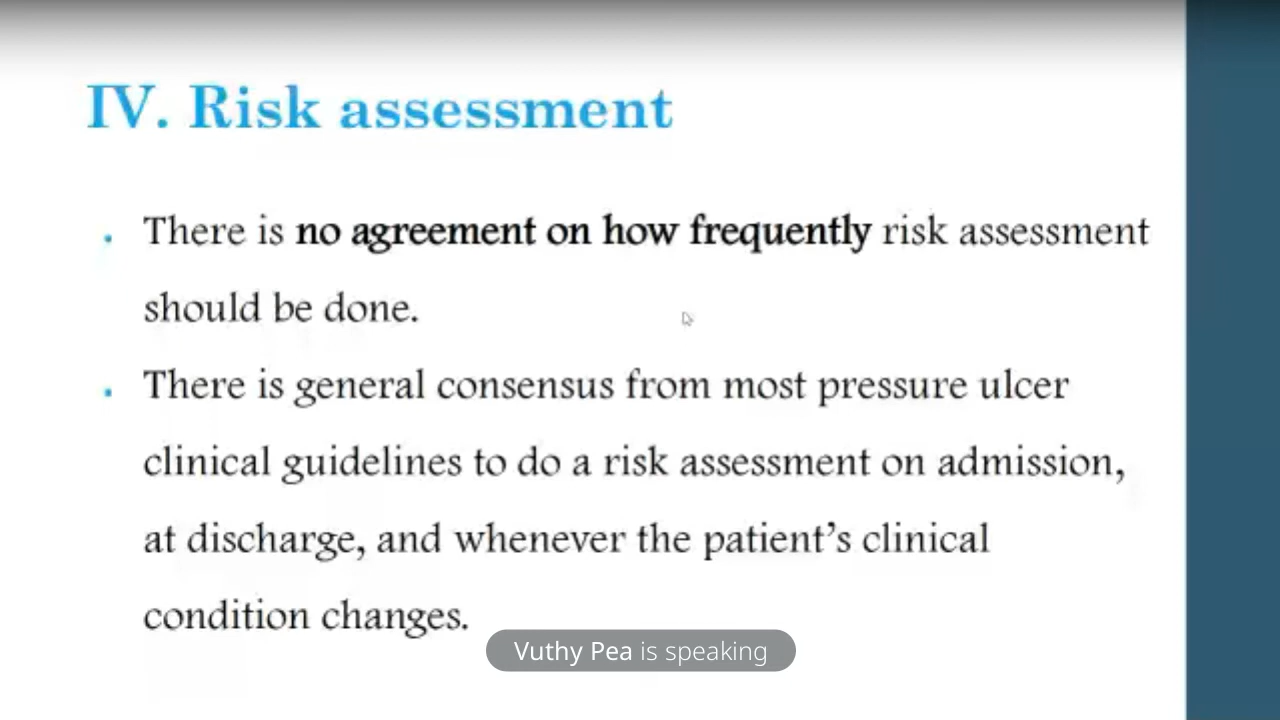 IV. Risk assessment
. There is no agreement on how frequently risk assessment
should be done.
. There is general consensus from most pressure ulcer
clinical guidelines to do a risk assessment on admission,
at discharge, and whenever the patient’s clinical
condition changes.
Vuthy Pea is speaking